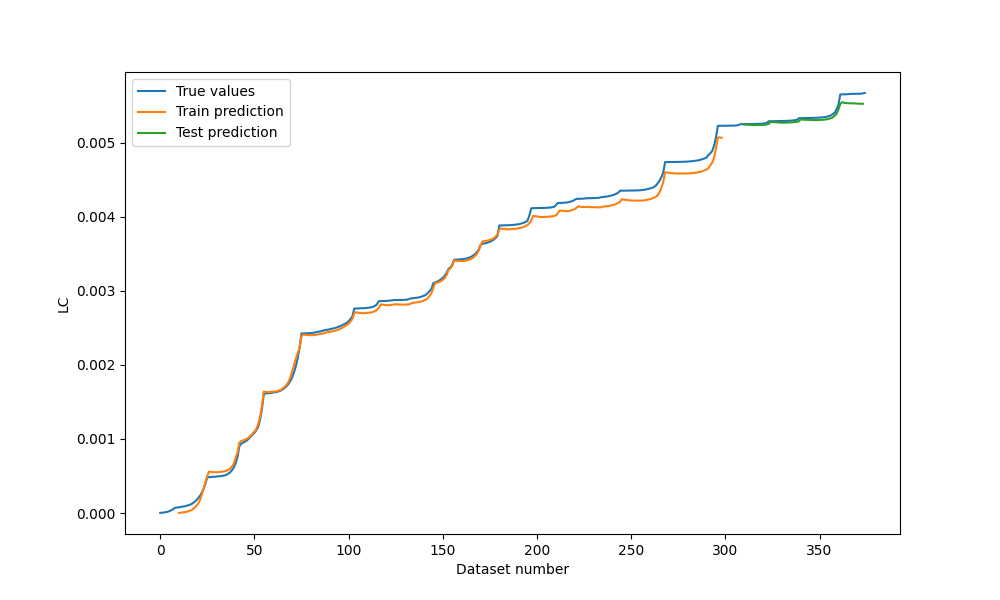 True values
Train prediction
Test prediction
0.005
0.004
0.003
0.002
0.001
0.000
LC
0 50 100 150 200 250 300 350
Dataset number